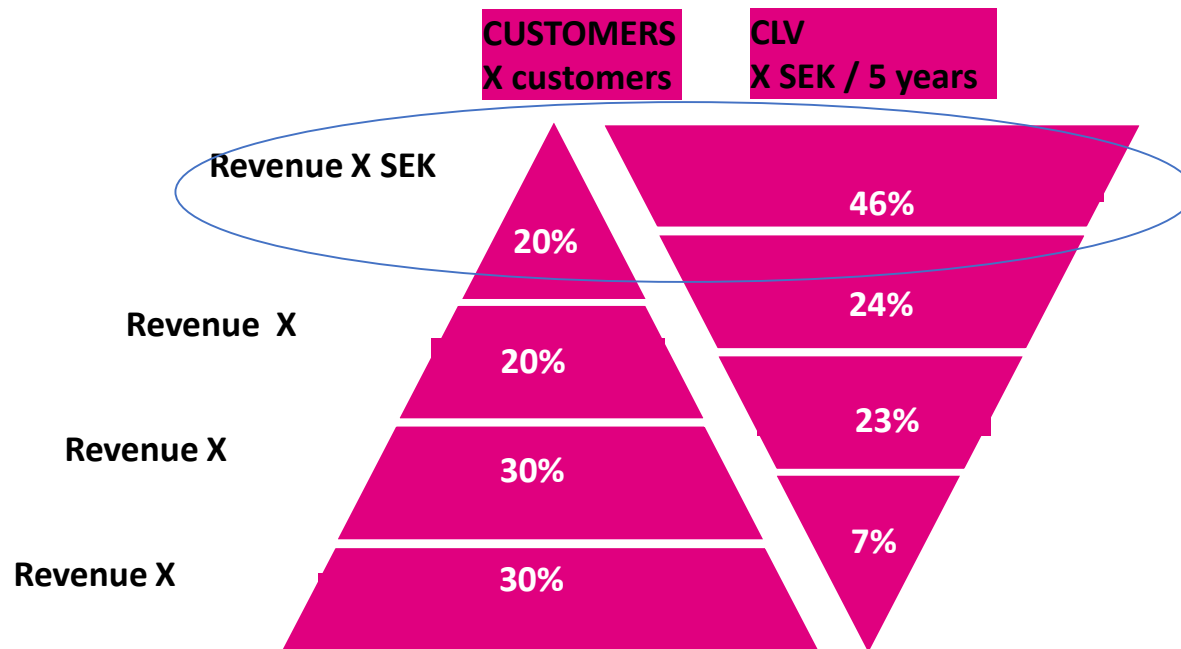 CUSTOMERS
X customers
CLV
X SEK / 5 years
Revenue X SEK
20%
46%
Revenue  X
20%
24%
Revenue X
30%
23%
Revenue X
30%
7%